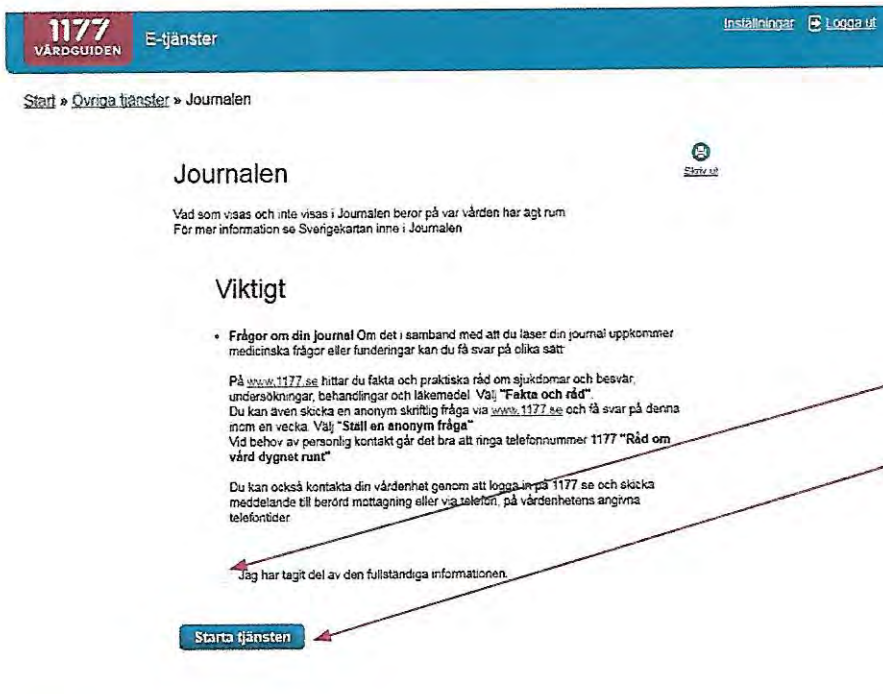 1177
VÅRDGUIDEN
E-tjänster
Inställningar
Logga ut
Start » Övriga tjänster » Journalen
Journalen
Skriv ut
Vad som visas och inte visas i Journalen beror på var vården har ägt rum
För mer information se Sverigekartan inne i Journalen
Viktigt
• Frågor om din journal Om det i samband med att du läser din journal uppkommer
medicinska frågor eller funderingar kan du få svar på olika sätt
På www.1177.se hittar du fakta och praktiska råd om sjukdomar och besvär,
undersökningar, behandlingar och läkemedel. Välj "Fakta och råd".
Du kan även skicka en anonym skriftlig fråga via www.1177.se och få svar på denna
inom en vecka. Välj "Ställ en anonym fråga"
Vid behov av personlig kontakt går det bra att ringa telefonnummer 1177 "Råd om
vård dygnet runt"
Du kan också kontakta din vårdenhet genom att logga in på 1177 se och skicka
meddelande till berörd mottagning eller via telefon, på vårdenhetens angivna
telefontider
Jag har tagit del av den fullständiga informationen.
Starta tjänsten